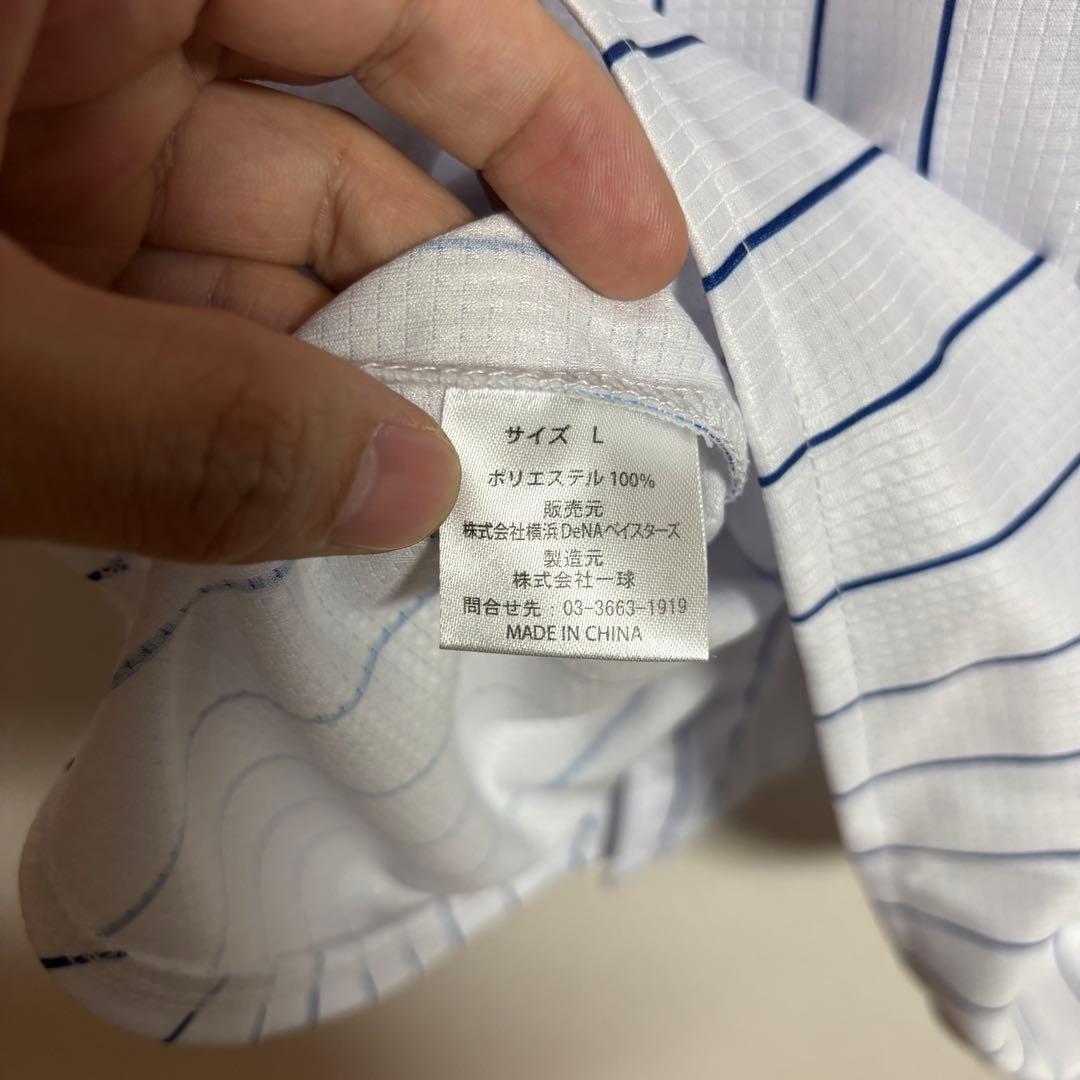 サイズ L
ポリエステル 100%
販売元
株式会社横浜DeNAベイスターズ
製造元
株式会社一球
問合せ先：03-3663-1919
MADE IN CHINA